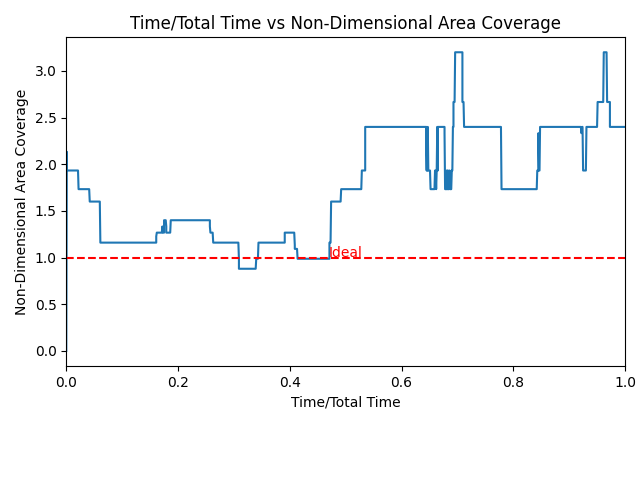 Time/Total Time vs Non-Dimensional Area Coverage
Non-Dimensional Area Coverage
3.0
2.5
2.0
1.5
1.0
0.5
0.0
Ideal
0.0 0.2 0.4 0.6 0.8 1.0
Time/Total Time